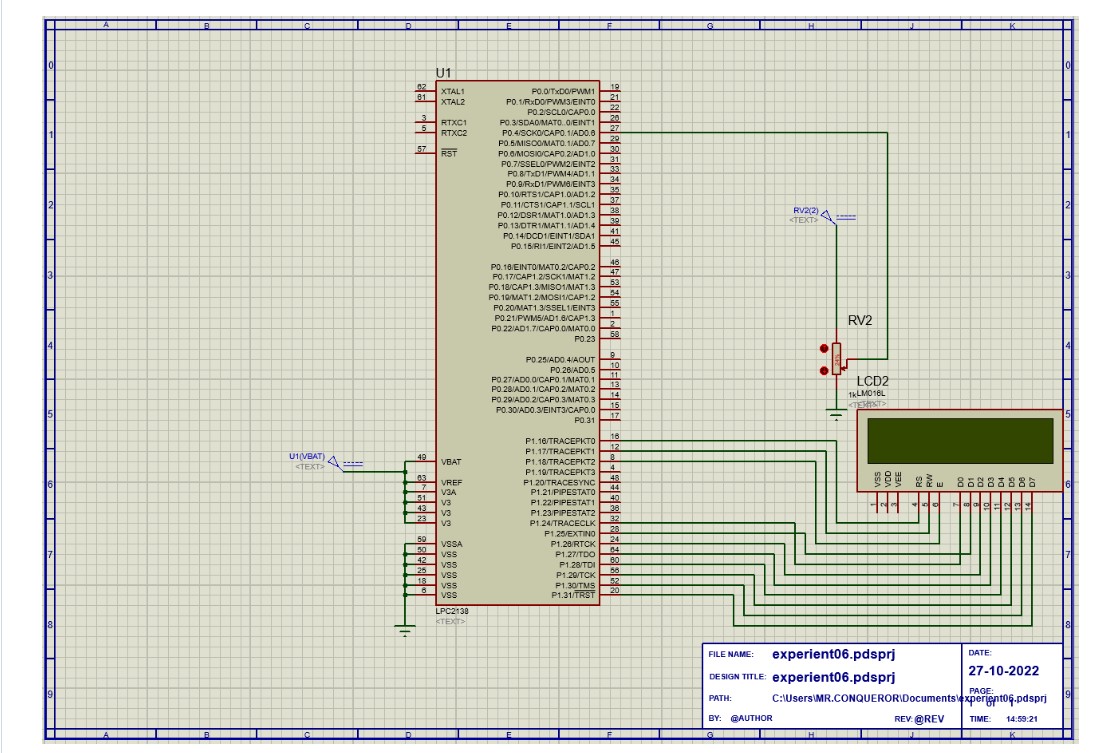 A B C D E F G H J K
0 0
1 1
2 2
3 3
4 4
5 5
6 6
7 7
8 8
9 9
U1
62 XTAL1
61 XTAL2
3 RTXC1
5 RTXC2
57 RST
P0.0/TxD0/PWM1 19
P0.1/RxD0/PWM3/EINT0 21
P0.2/SCL0/CAP0.0 22
P0.3/SDA0/MAT0..0/EINT1 26
P0.4/SCK0/CAP0.1/AD0.6 27
P0.5/MISO0/MAT0.1/AD0.7 29
P0.6/MOSI0/CAP0.2/AD1.0 30
P0.7/SSEL0/PWM2/EINT2 31
P0.8/TxD1/PWM4/AD1.1 33
P0.9/RxD1/PWM6/EINT3 34
P0.10/RTS1/CAP1.0/AD1.2 35
P0.11/CTS1/CAP1.1/SCL1 37
P0.12/DSR1/MAT1.0/AD1.3 38
P0.13/DTR1/MAT1.1/AD1.4 39
P0.14/DCD1/EINT1/SDA1 41
P0.15/RI1/EINT2/AD1.5 45
P0.16/EINT0/MAT0.2/CAP0.2 46
P0.17/CAP1.2/SCK1/MAT1.2 47
P0.18/CAP1.3/MISO1/MAT1.3 53
P0.19/MAT1.2/MOSI1/CAP1.2 54
P0.20/MAT1.3/SSEL1/EINT3 55
P0.21/PWM5/AD1.6/CAP1.3 1
P0.22/AD1.7/CAP0.0/MAT0.0 2
P0.23 58
P0.25/AD0.4/AOUT 9
P0.26/AD0.5 10
P0.27/AD0.0/CAP0.1/MAT0.1 11
P0.28/AD0.1/CAP0.2/MAT0.2 13
P0.29/AD0.2/CAP0.3/MAT0.3 14
P0.30/AD0.3/EINT3/CAP0.0 15
P0.31 17
P1.16/TRACEPKT0 16
P1.17/TRACEPKT1 12
P1.18/TRACEPKT2 8
P1.19/TRACEPKT3 4
P1.20/TRACESYNC 48
P1.21/PIPESTAT0 44
P1.22/PIPESTAT1 40
P1.23/PIPESTAT2 36
P1.24/TRACECLK 32
P1.25/EXTIN0 28
P1.26/RTCK 24
P1.27/TDO 64
P1.28/TDI 60
P1.29/TCK 56
P1.30/TMS 52
P1.31/TRST 20
U1(VBAT)
<TEXT>
49 VBAT
63 VREF
7 V3A
51 V3
43 V3
23 V3
59 VSSA
50 VSS
42 VSS
25 VSS
18 VSS
6 VSS
LPC2138
<TEXT>
RV2(2)
<TEXT>
RV2
LCD2
1k
LM016L
VSS VDD VEE RS RW E D0 D1 D2 D3 D4 D5 D6 D7
1 2 3 4 5 6 7 8 9 10 11 12 13 14
FILE NAME: experient06.pdsprj
DESIGN TITLE: experient06.pdsprj
PATH: C:\Users\MR.CONQUEROR\Documents\experient06.pdsprj
BY: @AUTHOR
REV: @REV
DATE:
27-10-2022
PAGE:
TIME: 14:59:21
A B C D E F G H J K